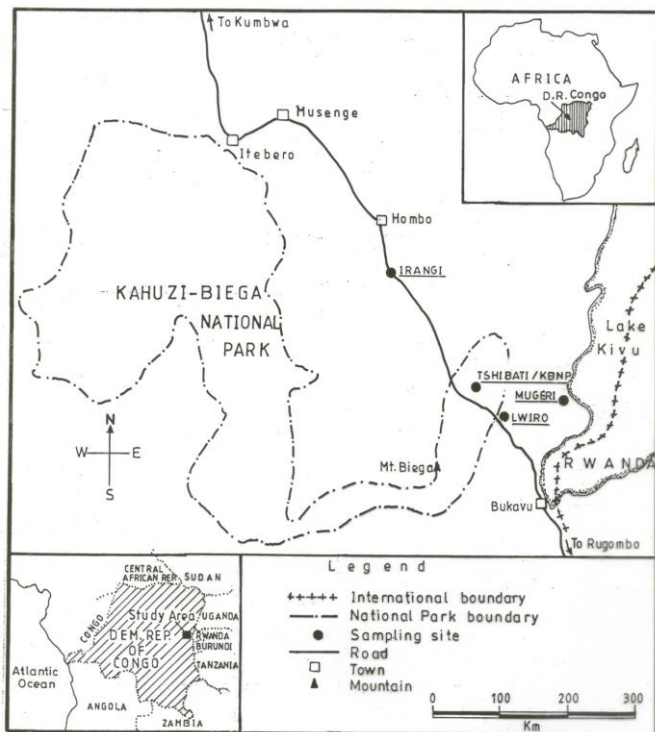 To Kumbwa
Musenge
Itebero
Hombo
IRANGI
KAHUZI-BIEGA
NATIONAL
PARK
AFRICA
D.R. Congo
Lake
Kivu
TSHIBATI/KBNP
MUGERI
LWIRO
RWANDA
N
W
E
S
Mt. Biega
Bukavu
To Rugombo
CENTRAL
AFRICAN REP.
SUDAN
CONGO
Study Area
UGANDA
DEM. REP.
OF
CONGO
RWANDA
BURUNDI
TANZANIA
Atlantic
Ocean
ANGOLA
ZAMBIA
Legend
International boundary
National Park boundary
Sampling site
Road
Town
Mountain
0 100 200 300
Km